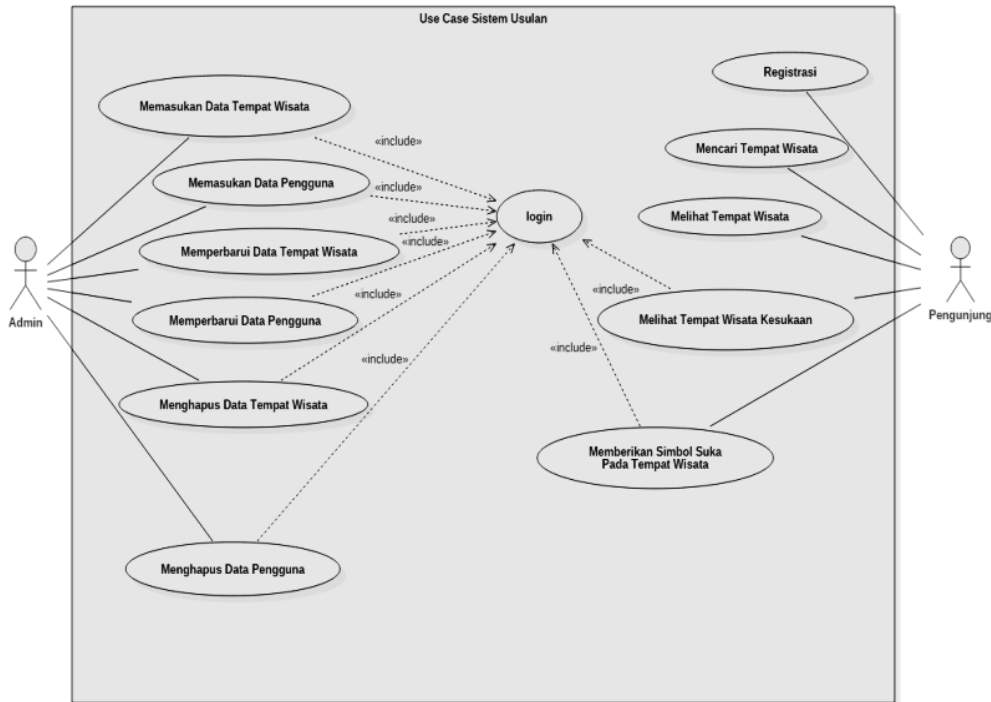 Use Case Sistem Usulan
Registrasi
Memasukan Data Tempat Wisata
«include»
Mencari Tempat Wisata
Memasukan Data Pengguna
«include»
login
Melihat Tempat Wisata
«include»
«include»
Memperbarui Data Tempat Wisata
Admin
Pengunjung
«include»
«include»
Memperbarui Data Pengguna
Melihat Tempat Wisata Kesukaan
«include»
«include»
Menghapus Data Tempat Wisata
Memberikan Simbol Suka
Pada Tempat Wisata
Menghapus Data Pengguna